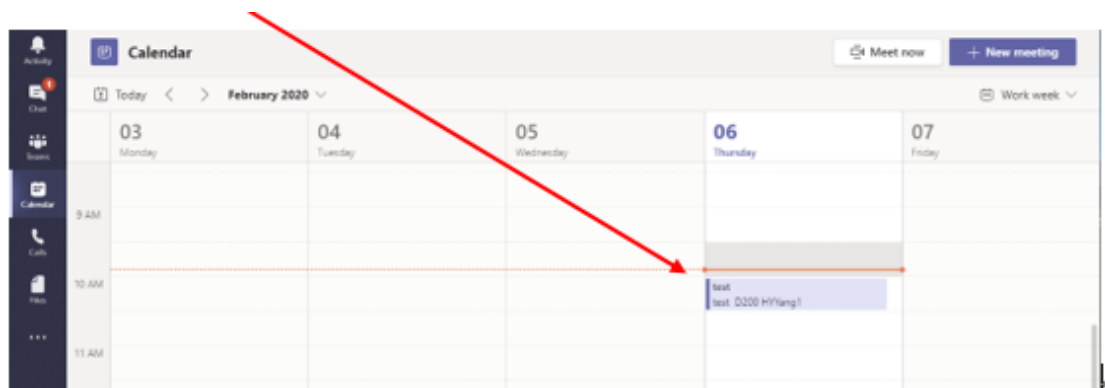 Activity
Calendar
Meet now
+ New meeting
Chat
Today < > February 2020
Work week
Teams
03
Monday
04
Tuesday
05
Wednesday
06
Thursday
07
Friday
Calendar
9 AM
Calls
Files
10 AM
test
test D200 HYYang1
...
11 AM